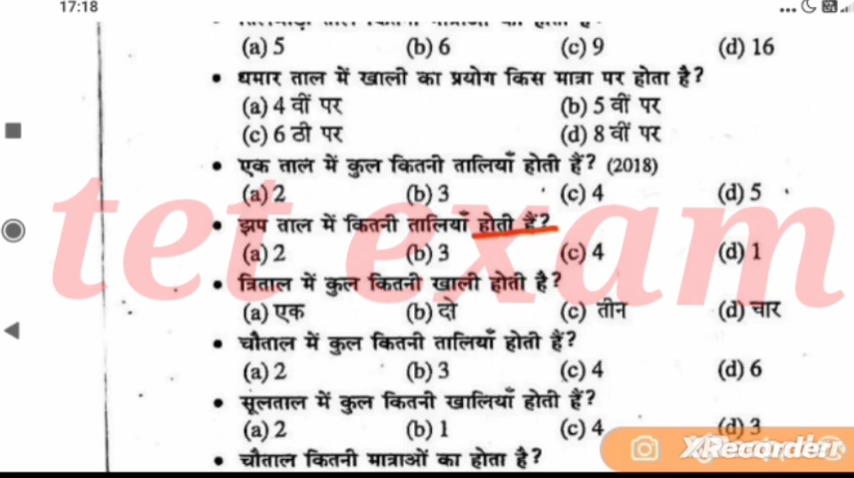 17:18
(a) 5 (b) 6 (c) 9 (d) 16
• धमार ताल में खाली का प्रयोग किस मात्रा पर होता है?
(a) 4 वीं पर (b) 5 वीं पर
(c) 6 ठी पर (d) 8 वीं पर
• एक ताल में कुल कितनी तालियाँ होती हैं? (2018)
(a) 2 (b) 3 (c) 4 (d) 5
• झप ताल में कितनी तालियाँ होती हैं?
(a) 2 (b) 3 (c) 4 (d) 1
• त्रिताल में कुल कितनी खाली होती है?
(a) एक (b) दो (c) तीन (d) चार
• चौताल में कुल कितनी तालियाँ होती हैं?
(a) 2 (b) 3 (c) 4 (d) 6
• सूलताल में कुल कितनी खालियाँ होती हैं?
(a) 2 (b) 1 (c) 4 (d) 3
• चौताल कितनी मात्राओं का होता है?
tet exam
XRecorder